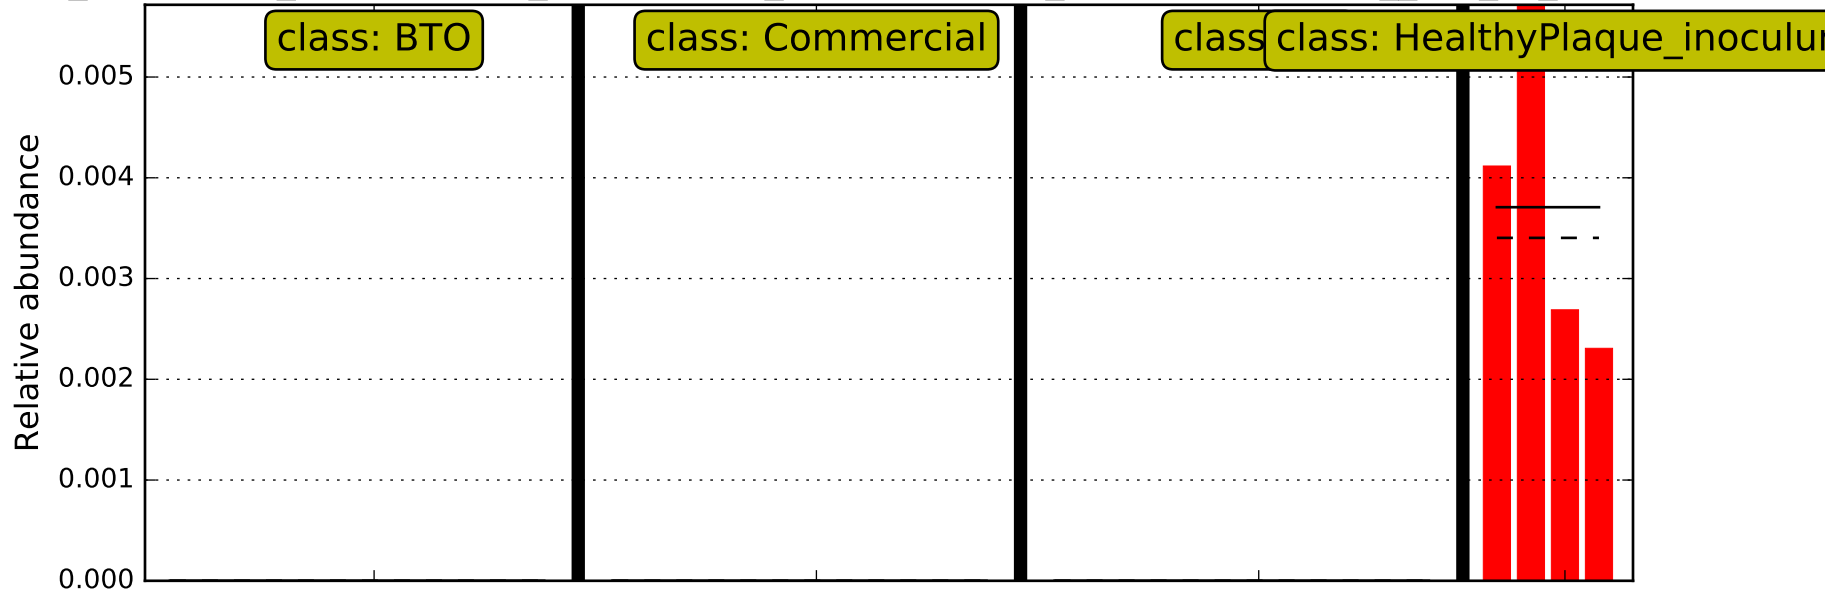 class: BTO
class: Commercial
class
class: HealthyPlaque_inoculu
0.005
0.004
0.003
0.002
0.001
0.000
Relative abundance